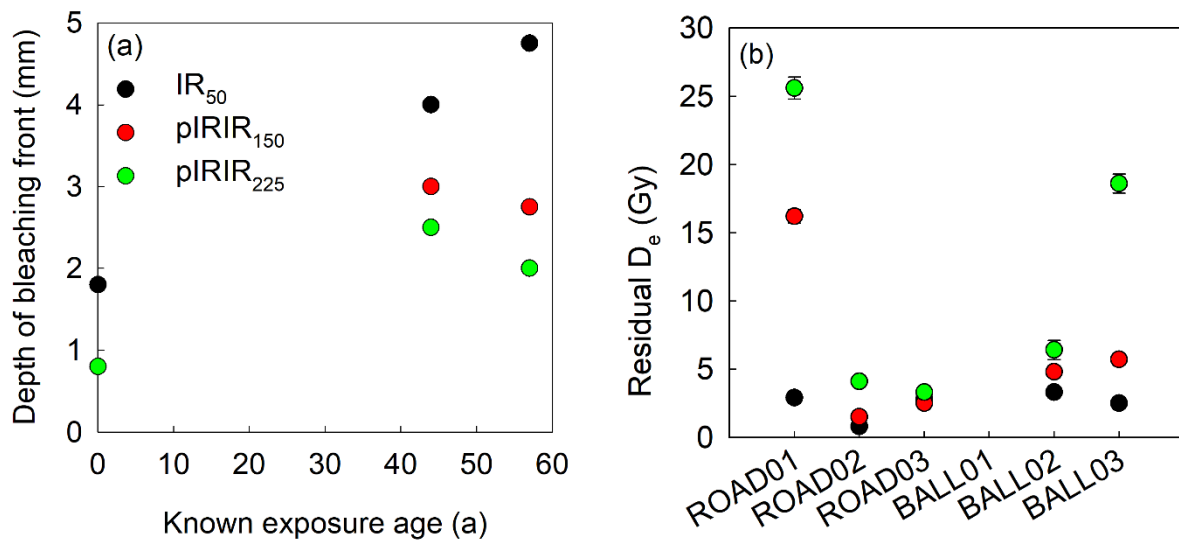 (a)
IR50
pIRIR150
pIRIR225
Depth of bleaching front (mm)
5
4
3
2
1
0
0 10 20 30 40 50 60
Known exposure age (a)
(b)
Residual De (Gy)
30
25
20
15
10
5
0
ROAD01 ROAD02 ROAD03 BALL01 BALL02 BALL03